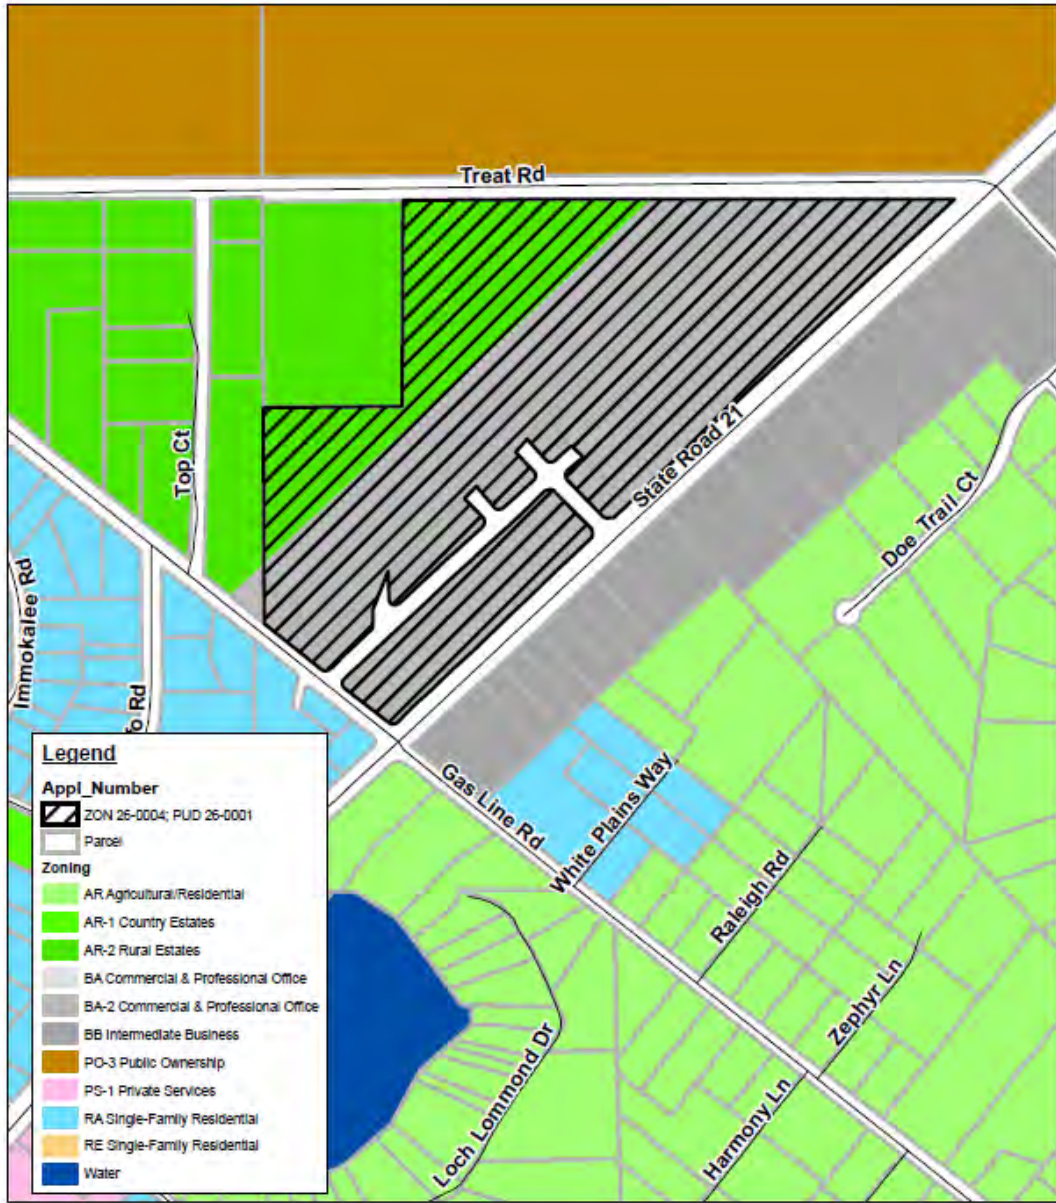 Treat Rd
Top Ct
State Road 21
Doe Trail Ct
Immokalee Rd
Rd
Gas Line Rd
White Plains Way
Raleigh Rd
Zephyr Ln
Harmony Ln
Loch Lommond Dr
Legend
Appl_Number
ZON 26-0004; PUD 26-0001
Parcel
Zoning
AR Agricultural/Residential
AR-1 Country Estates
AR-2 Rural Estates
BA Commercial & Professional Office
BA-2 Commercial & Professional Office
BB Intermediate Business
PO-3 Public Ownership
PS-1 Private Services
RA Single-Family Residential
RE Single-Family Residential
Water